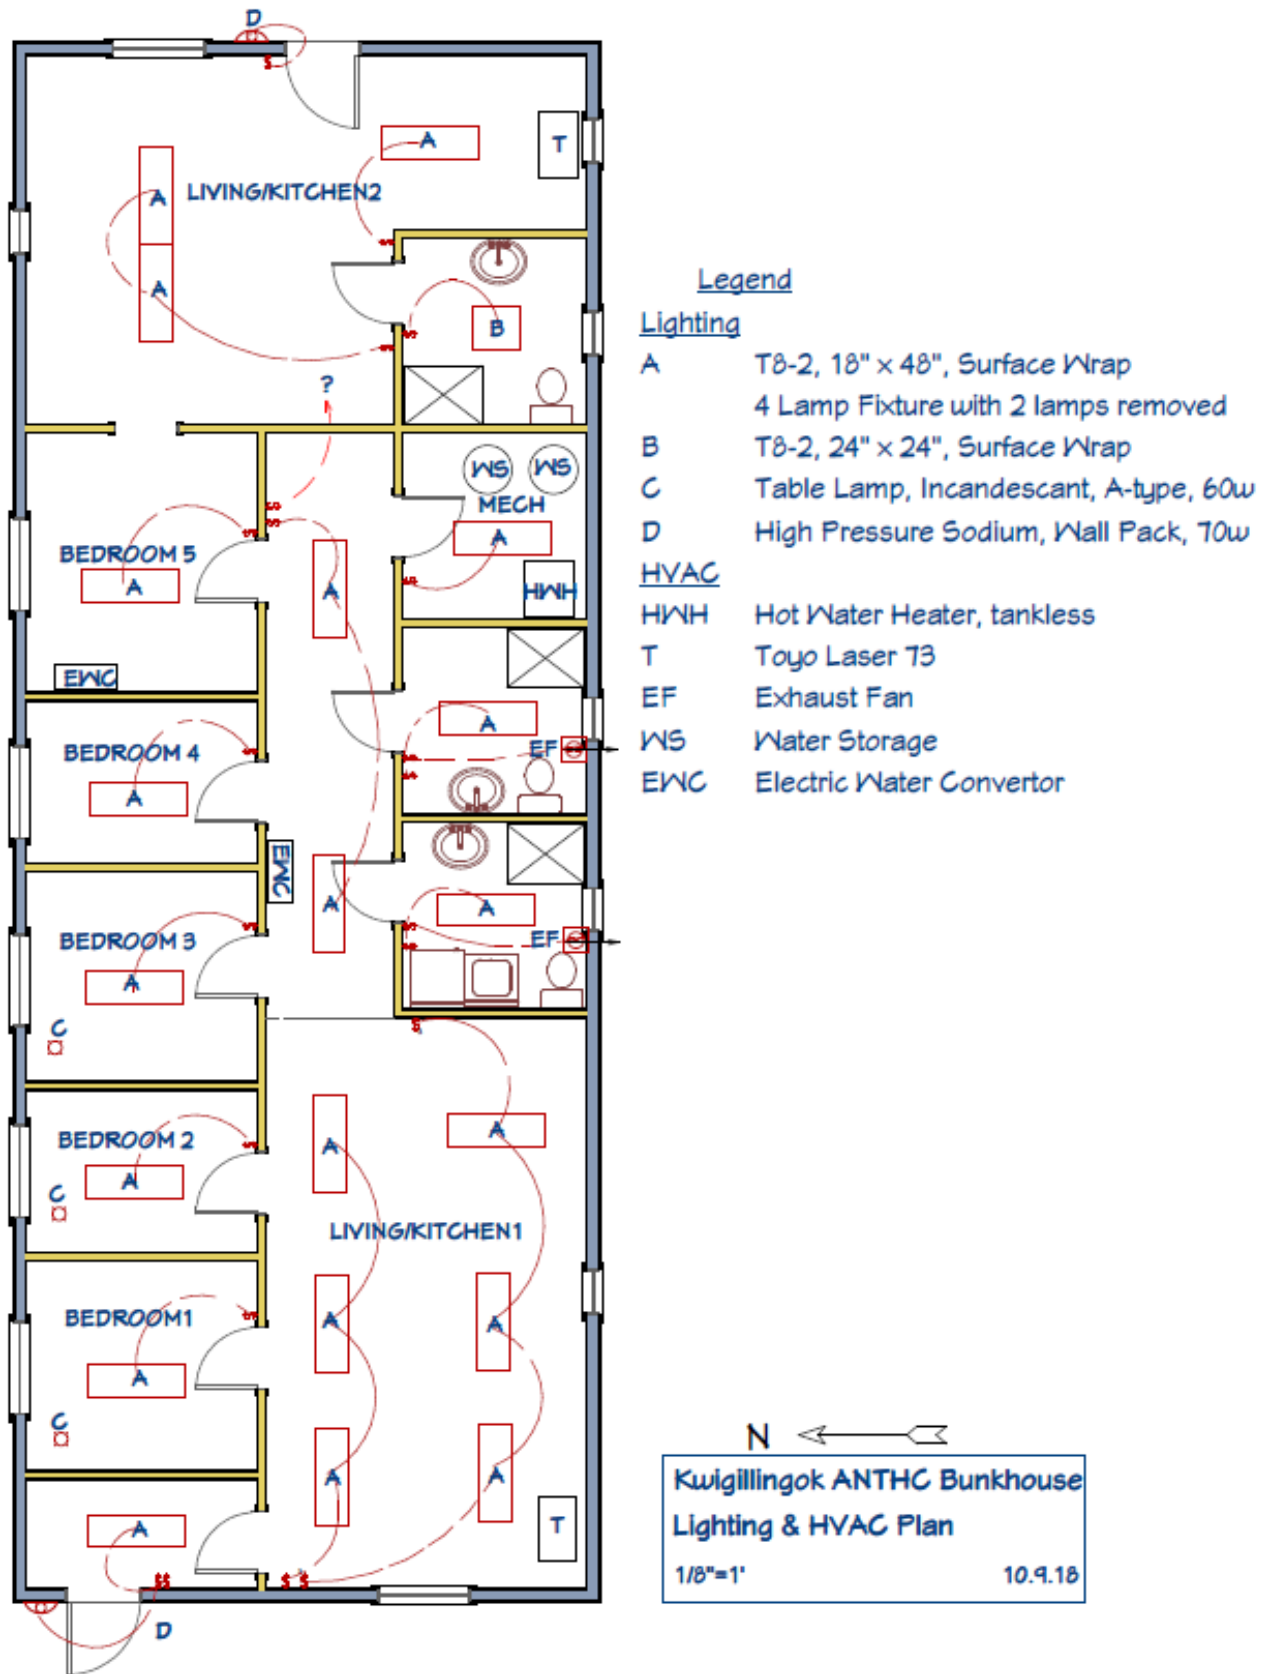 D
A
T
A
LIVING/KITCHEN2
A
B
?
WS
WS
MECH
A
BEDROOM 5
A
A
HWH
EWC
A
BEDROOM 4
EF
A
EWC
A
A
BEDROOM 3
EF
A
C
A
BEDROOM 2
A
A
C
LIVING/KITCHEN1
BEDROOM1
A
A
A
C
A
A
T
A
D
Legend
Lighting
A T8-2, 18" x 48", Surface Wrap
4 Lamp Fixture with 2 lamps removed
B T8-2, 24" x 24", Surface Wrap
C Table Lamp, Incandescant, A-type, 60w
D High Pressure Sodium, Wall Pack, 70w
HVAC
HWH Hot Water Heater, tankless
T Toyo Laser 73
EF Exhaust Fan
WS Water Storage
EWC Electric Water Convertor
N
Kwigillingok ANTHC Bunkhouse
Lighting & HVAC Plan
1/8"=1' 10.9.18